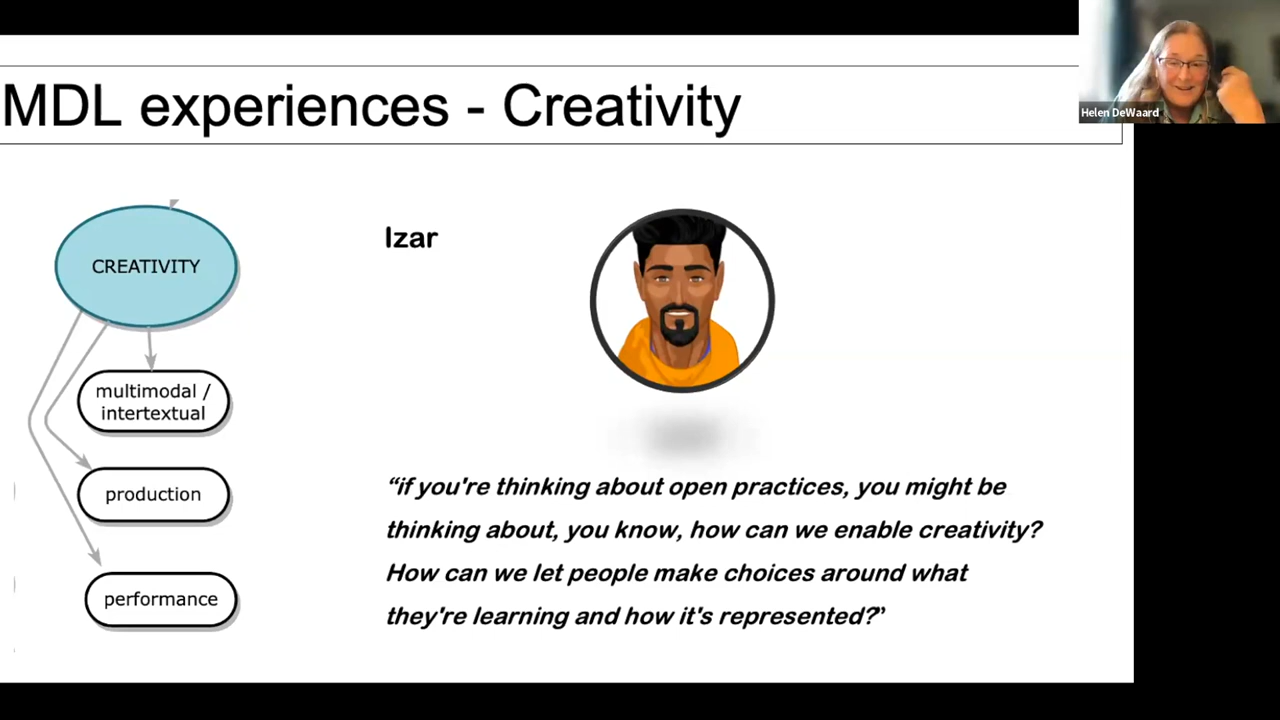 MDL experiences - Creativity
Helen DeWaard
CREATIVITY
multimodal /
intertextual
production
performance
Izar
“if you're thinking about open practices, you might be
thinking about, you know, how can we enable creativity?
How can we let people make choices around what
they're learning and how it's represented?”